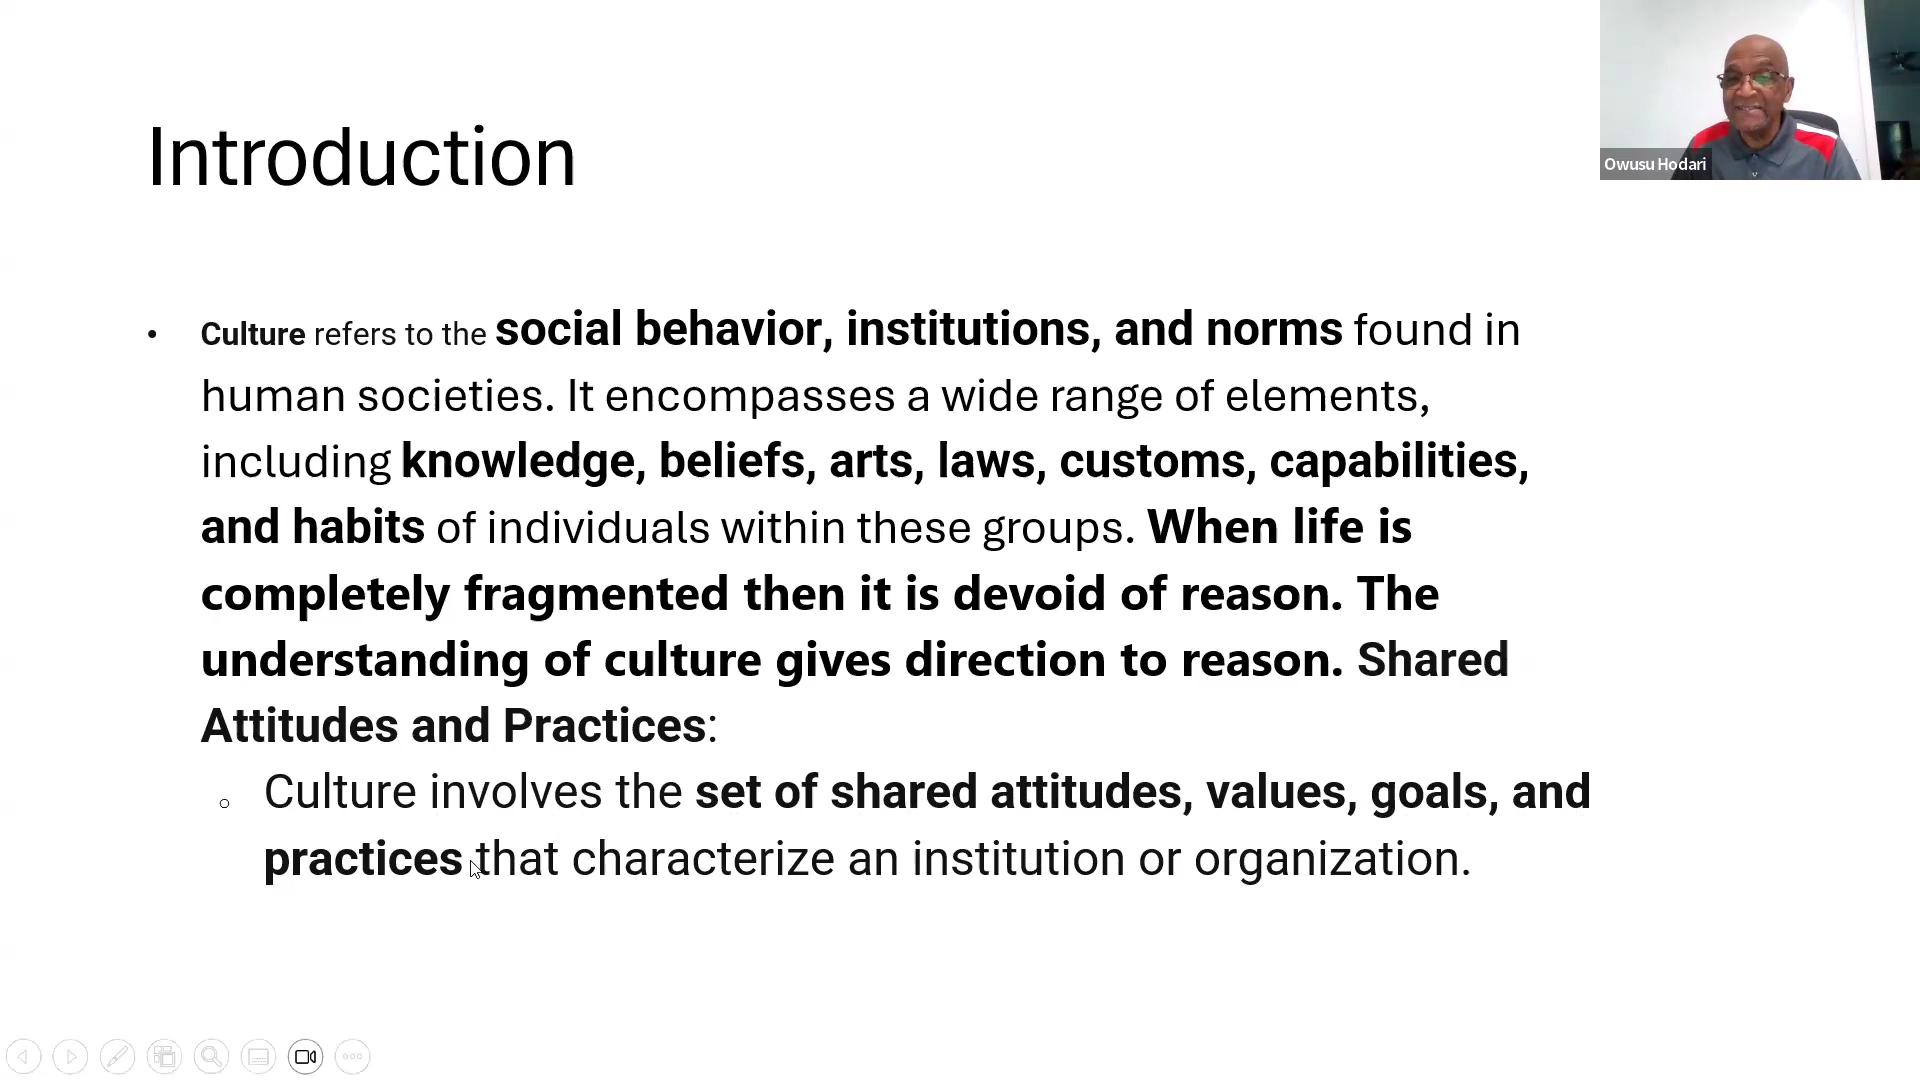 Introduction
Owusu Hodari
• Culture refers to the social behavior, institutions, and norms found in
human societies. It encompasses a wide range of elements,
including knowledge, beliefs, arts, laws, customs, capabilities,
and habits of individuals within these groups. When life is
completely fragmented then it is devoid of reason. The
understanding of culture gives direction to reason. Shared
Attitudes and Practices:
○ Culture involves the set of shared attitudes, values, goals, and
practices that characterize an institution or organization.